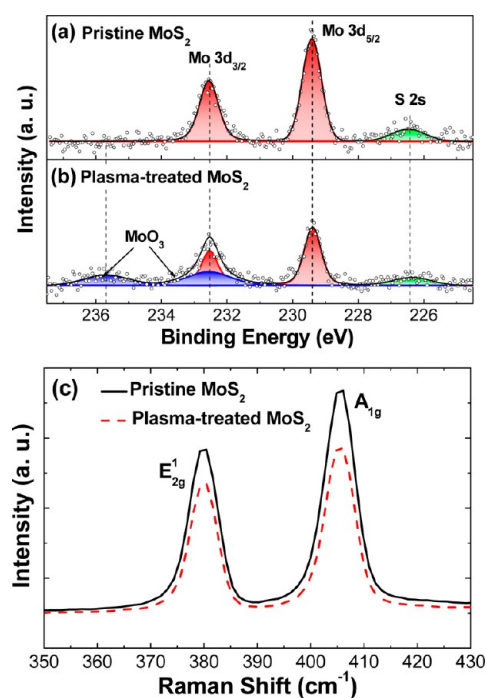 (a) Pristine MoS₂
Mo 3d₃/₂
Mo 3d₅/₂
S 2s
(b) Plasma-treated MoS₂
MoO₃
Intensity (a. u.)
236 234 232 230 228 226
Binding Energy (eV)
(c)
Pristine MoS₂
Plasma-treated MoS₂
E¹₂g
A₁g
Intensity (a. u.)
350 360 370 380 390 400 410 420 430
Raman Shift (cm⁻¹)